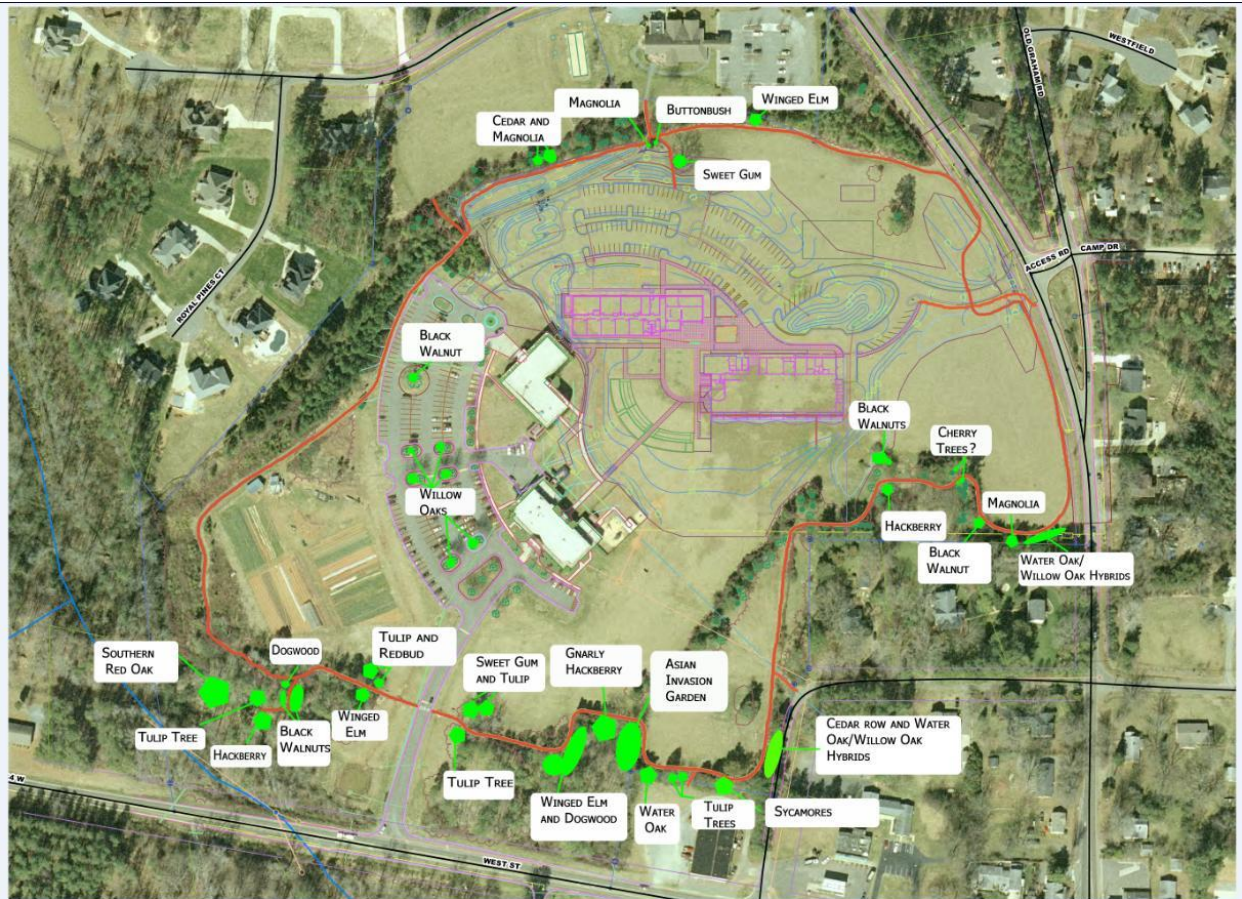 WESTFIELD
OLD GRAHAM RD
MAGNOLIA
WINGED ELM
BUTTONBUSH
CEDAR AND
MAGNOLIA
SWEET GUM
CAMP DR
ACCESS RD
ROYAL PINES CT
BLACK
WALNUT
BLACK
WALNUTS
CHERRY
TREES?
WILLOW
OAKS
MAGNOLIA
HACKBERRY
BLACK
WALNUT
WATER OAK/
WILLOW OAK
HYBRIDS
SOUTHERN
RED OAK
DOGWOOD
TULIP AND
REDBUD
SWEET GUM
AND TULIP
GNARLY
HACKBERRY
ASIAN
INVASION
GARDEN
TULIP TREE
HACKBERRY
BLACK
WALNUTS
WINGED
ELM
CEDAR ROW AND WATER
OAK/WILLOW OAK
HYBRIDS
TULIP TREE
WINGED ELM
AND DOGWOOD
WATER
OAK
TULIP
TREES
SYCAMORES
4 W
WEST ST